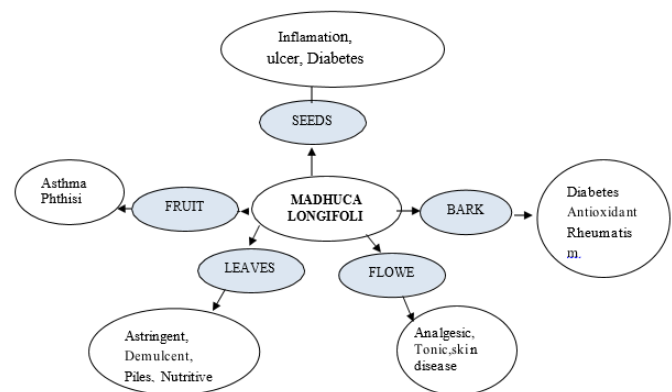 Inflamation,
ulcer, Diabetes
SEEDS
Asthma
Phthisi
FRUIT
MADHUCA
LONGIFOLI
BARK
Diabetes
Antioxidant
Rheumatis
m.
LEAVES
FLOWE
Astringent,
Demulcent,
Piles, Nutritive
Analgesic,
Tonic,skin
disease